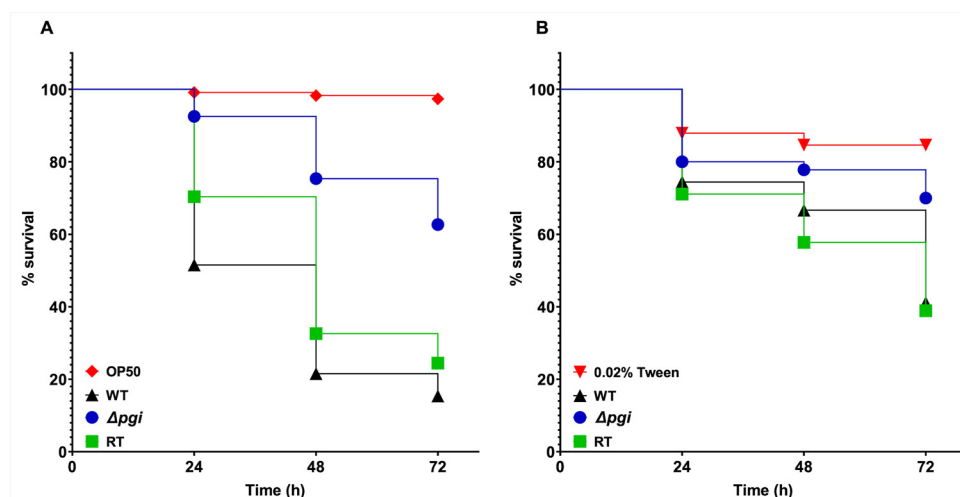 A
% survival
100
80
60
40
20
0
OP50
WT
Δpgi
RT
0
24
48
72
Time (h)
B
% survival
100
80
60
40
20
0
0.02% Tween
WT
Δpgi
RT
0
24
48
72
Time (h)